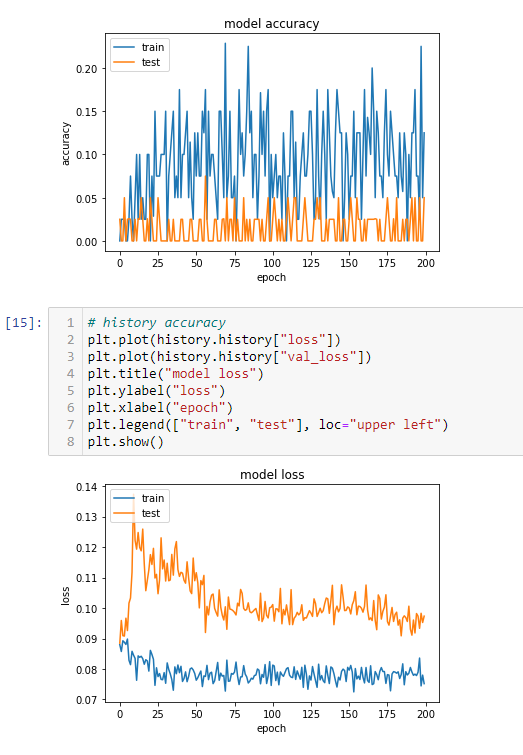 model accuracy
train
test
0.20
0.15
0.10
0.05
0.00
accuracy
0 25 50 75 100 125 150 175 200
epoch
[15]:
1 # history accuracy
2 plt.plot(history.history["loss"])
3 plt.plot(history.history["val_loss"])
4 plt.title("model loss")
5 plt.ylabel("loss")
6 plt.xlabel("epoch")
7 plt.legend(["train", "test"], loc="upper left")
8 plt.show()
model loss
train
test
0.14
0.13
0.12
0.11
0.10
0.09
0.08
0.07
loss
0 25 50 75 100 125 150 175 200
epoch